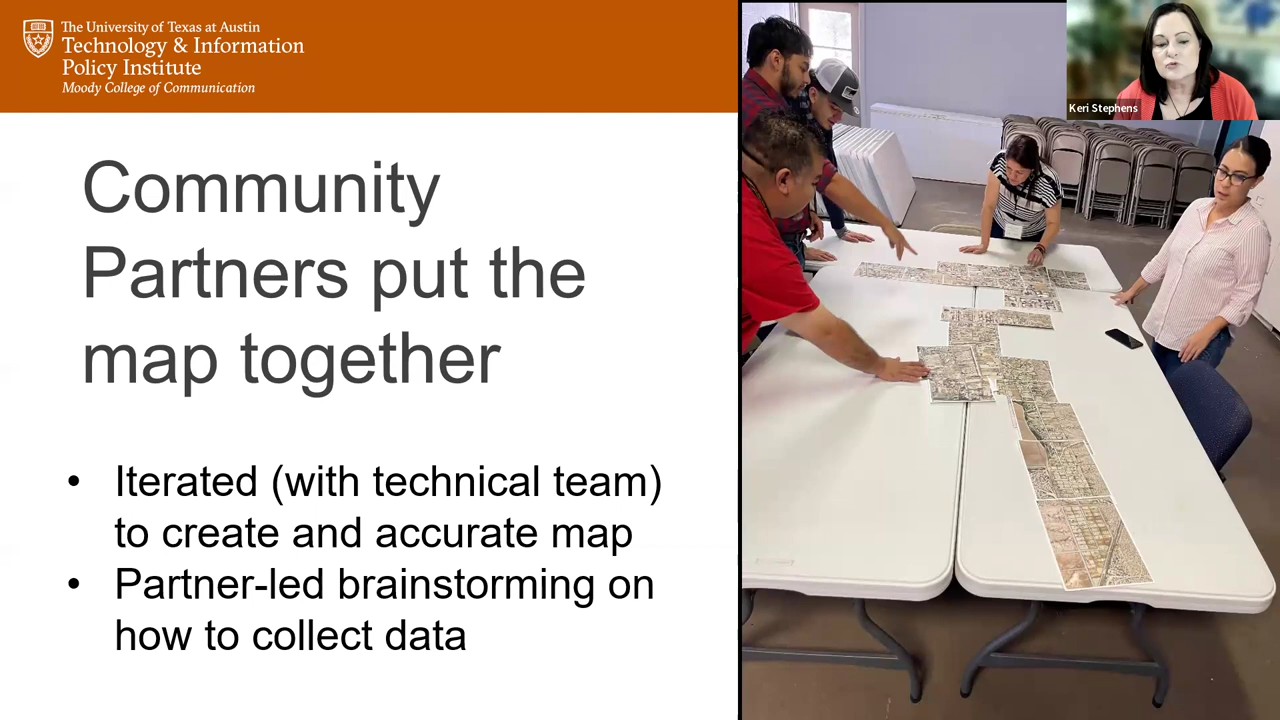 The University of Texas at Austin
Technology & Information
Policy Institute
Moody College of Communication
Keri Stephens
Community
Partners put the
map together
• Iterated (with technical team)
to create and accurate map
• Partner-led brainstorming on
how to collect data